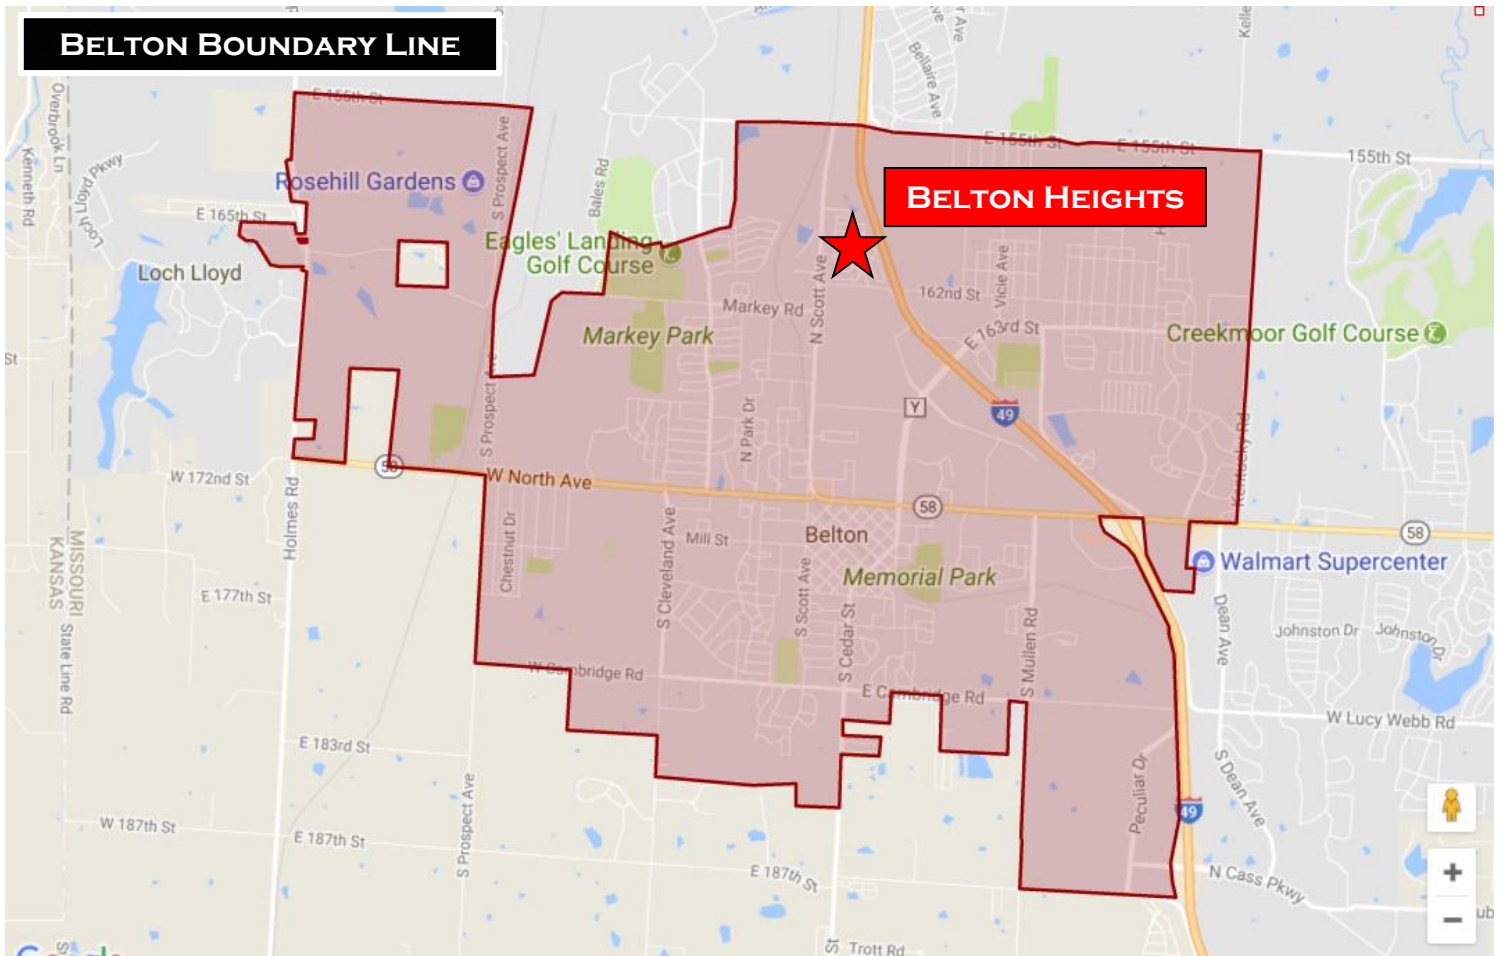 BELTON BOUNDARY LINE
BELTON HEIGHTS
E 155th St
E 155th St
E 155th St
155th St
Bellaire Ave
Overbrook Ln
Kenneth Rd
Loch Lloyd Pkwy
Rosehill Gardens
S Prospect Ave
Bales Rd
E 165th St
Eagles' Landing
Golf Course
Loch Lloyd
N Scott Ave
162nd St
Vicie Ave
Markey Rd
E 163rd St
Markey Park
Creekmoor Golf Course
S Prospect Ave
Y
49
N Park Dr
Kentucky Rd
58
W North Ave
W 172nd St
58
58
Holmes Rd
Chestnut Dr
S Cleveland Ave
Mill St
Belton
Walmart Supercenter
MISSOURI
KANSAS
Memorial Park
E 177th St
S Scott Ave
S Cedar St
S Mullen Rd
Dean Ave
Johnston Dr
Johnston Dr
State Line Rd
W Cambridge Rd
E Cambridge Rd
W Lucy Webb Rd
E 183rd St
S Dean Ave
Peculiar Dr
S Prospect Ave
49
W 187th St
E 187th St
E 187th St
N Cass Pkwy
St
Trott Rd
Google